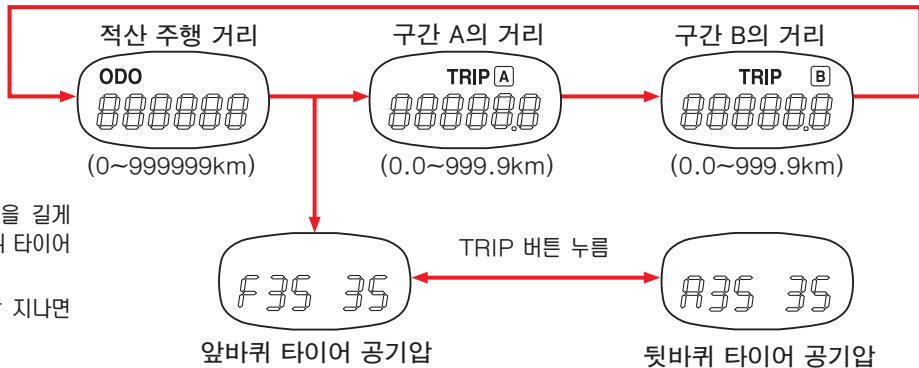 적산 주행 거리
구간 A의 거리
구간 B의 거리
ODO
TRIP A
TRIP B
888888
88888.8
88888.8
(0~999999km)
(0.0~999.9km)
(0.0~999.9km)
을 길게
타이어
지나면
TRIP 버튼 누름
F35 35
A35 35
앞바퀴 타이어 공기압
뒷바퀴 타이어 공기압